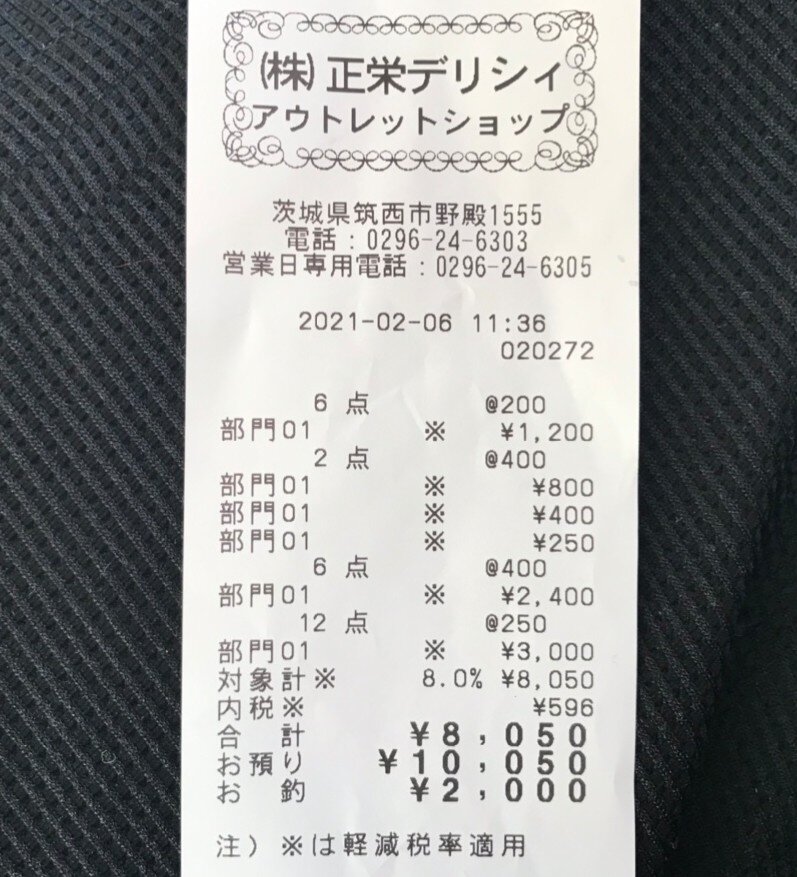 (株)正栄デリシィ
アウトレットショップ
茨城県筑西市野殿1555
電話:0296-24-6303
営業日専用電話:0296-24-6305
2021-02-06 11:36
020272
6 点 @200
部門01 ※ ¥1,200
2 点 @400
部門01 ※ ¥800
部門01 ※ ¥400
部門01 ※ ¥250
6 点 @400
部門01 ※ ¥2,400
12 点 @250
部門01 ※ ¥3,000
対象計※ 8.0% ¥8,050
内税※ ¥596
合 計 ¥8,050
お預り ¥10,050
お 釣 ¥2,000
注)※は軽減税率適用